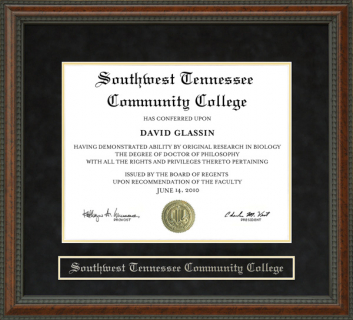 Southwest Tennessee
Community College
HAS CONFERRED UPON
DAVID GLASSIN
HAVING DEMONSTRATED ABILITY BY ORIGINAL RESEARCH IN BIOLOGY
THE DEGREE OF DOCTOR OF PHILOSOPHY
WITH ALL THE RIGHTS AND PRIVILEGES THERETO PERTAINING
ISSUED BY THE BOARD OF REGENTS
UPON RECOMMENDATION OF THE FACULTY
JUNE 14, 2010
PROVOST
PRESIDENT
Southwest Tennessee Community College